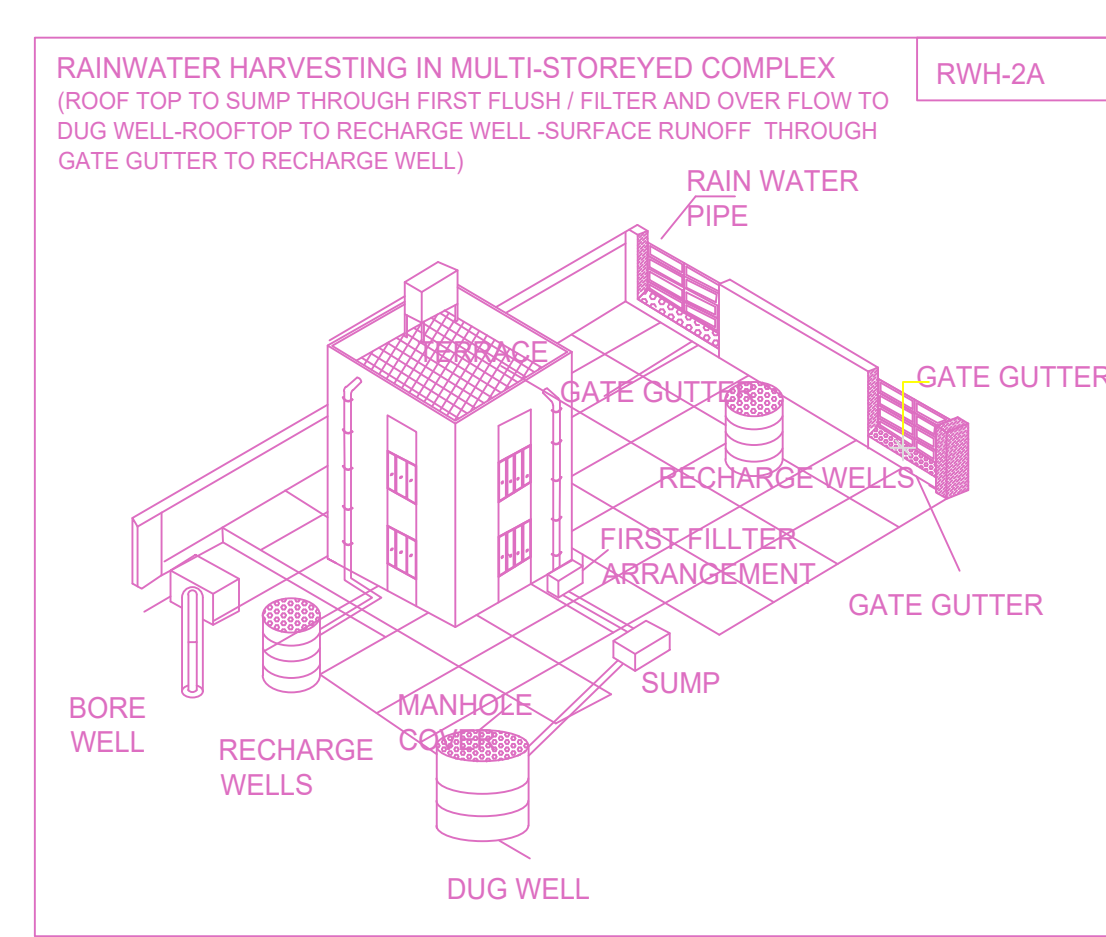 RAINWATER HARVESTING IN MULTI-STOREYED COMPLEX
RWH-2A
(ROOF TOP TO SUMP THROUGH FIRST FLUSH / FILTER AND OVER FLOW TO
DUG WELL-ROOFTOP TO RECHARGE WELL -SURFACE RUNOFF THROUGH
GATE GUTTER TO RECHARGE WELL)
RAIN WATER
PIPE
TERRACE
GATE GUTTER
GATE GUTTER
RECHARGE WELLS
FIRST FILLTER
ARRANGEMENT
GATE GUTTER
SUMP
MANHOLE
COVER
BORE
WELL
RECHARGE
WELLS
DUG WELL